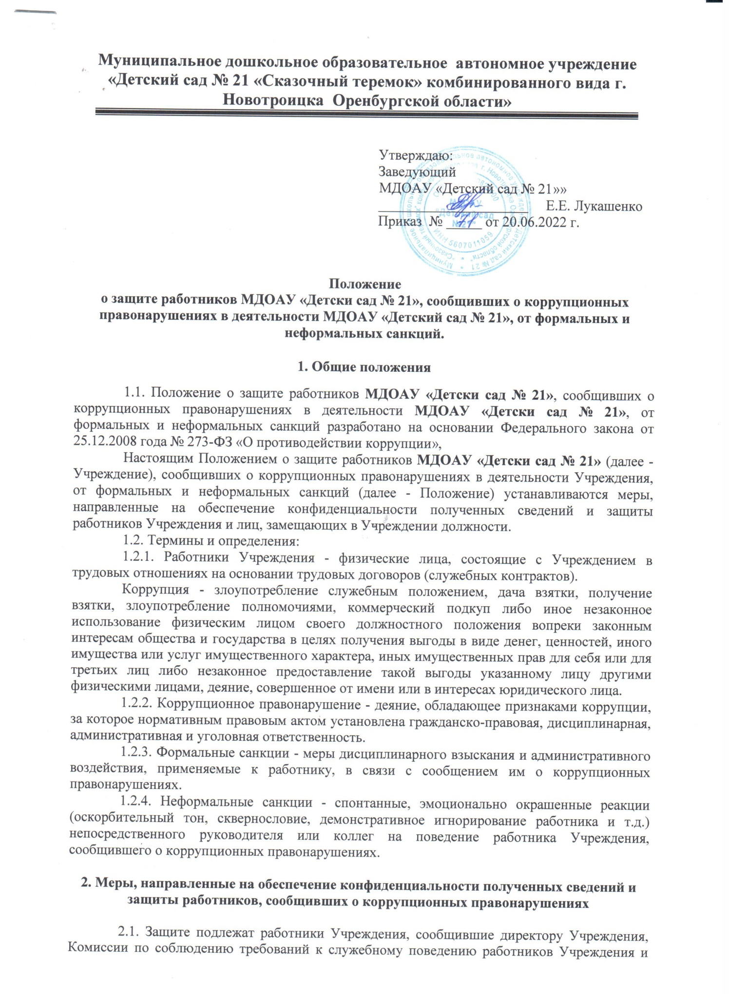 Муниципальное дошкольное образовательное автономное учреждение
«Детский сад № 21 «Сказочный теремок» комбинированного вида г.
Новотроицка Оренбургской области»
Утверждаю:
Заведующий
МДОАУ «Детский сад № 21»»
Е.Е. Лукашенко
Приказ № от 20.06.2022 г.
МДОАУ
"Детский сад
№21"
ИНН 5607011059
Положение
о защите работников МДОАУ «Детски сад № 21», сообщивших о коррупционных
правонарушениях в деятельности МДОАУ «Детский сад № 21», от формальных и
неформальных санкций.
1. Общие положения
1.1. Положение о защите работников МДОАУ «Детски сад № 21», сообщивших о
коррупционных правонарушениях в деятельности МДОАУ «Детски сад № 21», от
формальных и неформальных санкций разработано на основании Федерального закона от
25.12.2008 года № 273-ФЗ «О противодействии коррупции»,
Настоящим Положением о защите работников МДОАУ «Детски сад № 21» (далее -
Учреждение), сообщивших о коррупционных правонарушениях в деятельности Учреждения,
от формальных и неформальных санкций (далее - Положение) устанавливаются меры,
направленные на обеспечение конфиденциальности полученных сведений и защиты
работников Учреждения и лиц, замещающих в Учреждении должности.
1.2. Термины и определения:
1.2.1. Работники Учреждения - физические лица, состоящие с Учреждением в
трудовых отношениях на основании трудовых договоров (служебных контрактов).
Коррупция - злоупотребление служебным положением, дача взятки, получение
взятки, злоупотребление полномочиями, коммерческий подкуп либо иное незаконное
использование физическим лицом своего должностного положения вопреки законным
интересам общества и государства в целях получения выгоды в виде денег, ценностей, иного
имущества или услуг имущественного характера, иных имущественных прав для себя или для
третьих лиц либо незаконное предоставление такой выгоды указанному лицу другими
физическими лицами, деяние, совершенное от имени или в интересах юридического лица.
1.2.2. Коррупционное правонарушение - деяние, обладающее признаками коррупции,
за которое нормативным правовым актом установлена гражданско-правовая, дисциплинарная,
административная и уголовная ответственность.
1.2.3. Формальные санкции - меры дисциплинарного взыскания и административного
воздействия, применяемые к работнику, в связи с сообщением им о коррупционных
правонарушениях.
1.2.4. Неформальные санкции - спонтанные, эмоционально окрашенные реакции
(оскорбительный тон, сквернословие, демонстративное игнорирование работника и т.д.)
непосредственного руководителя или коллег на поведение работника Учреждения,
сообщившего о коррупционных правонарушениях.
2. Меры, направленные на обеспечение конфиденциальности полученных сведений и
защиты работников, сообщивших о коррупционных правонарушениях
2.1. Защите подлежат работники Учреждения, сообщившие директору Учреждения,
Комиссии по соблюдению требований к служебному поведению работников Учреждения и